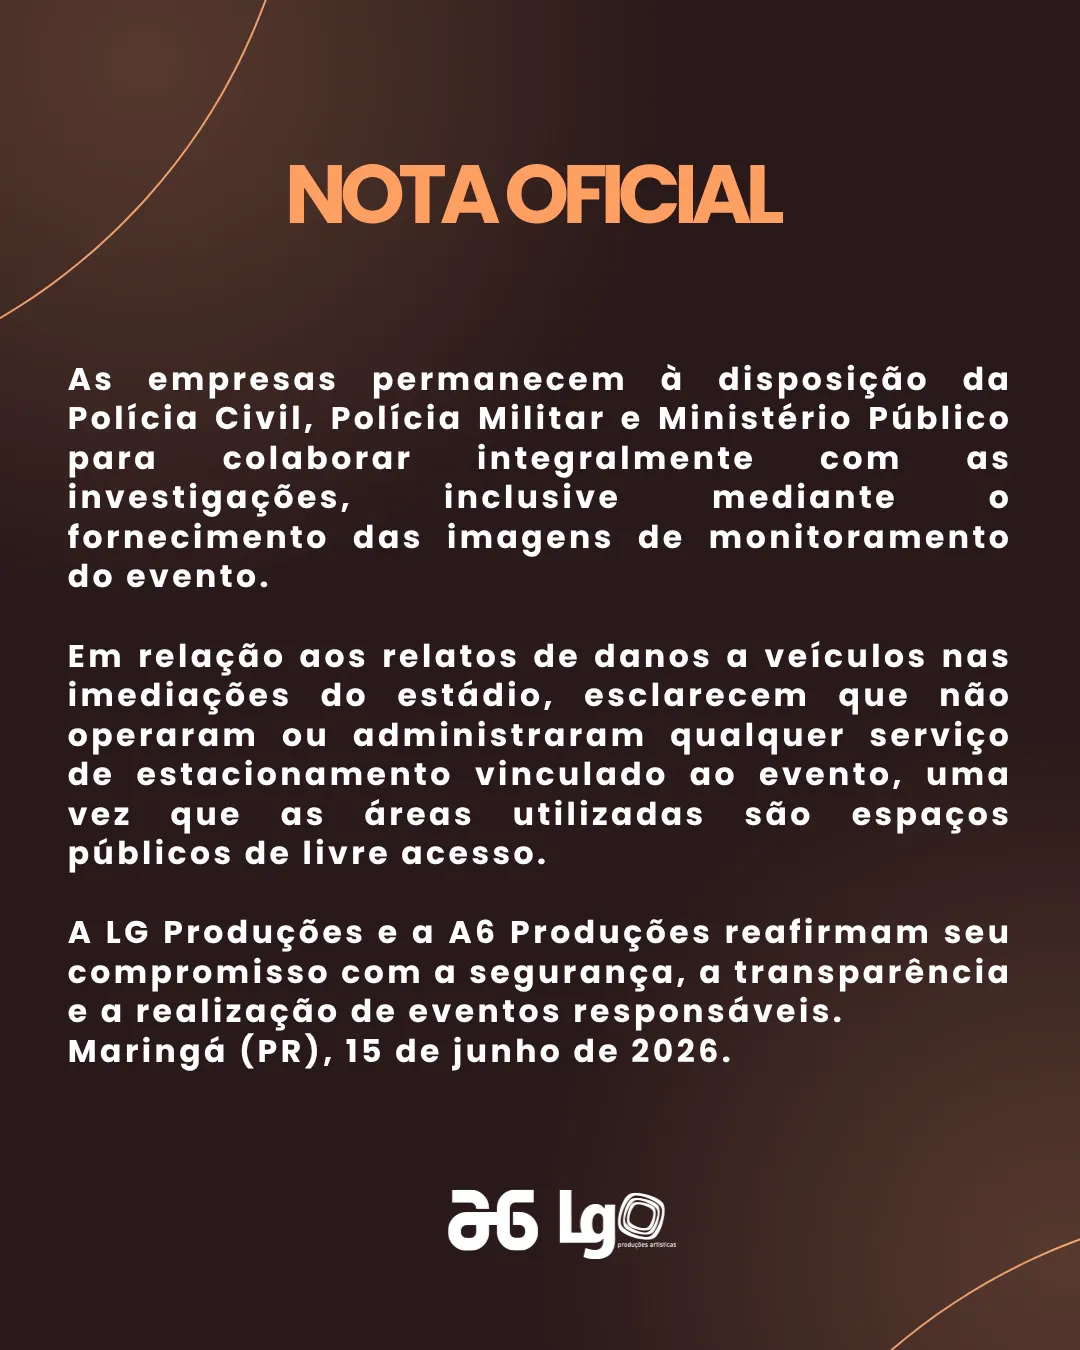 NOTA OFICIAL
As empresas permanecem à disposição da
Polícia Civil, Polícia Militar e Ministério Público
para colaborar integralmente com as
investigações, inclusive mediante o
fornecimento das imagens de monitoramento
do evento.
Em relação aos relatos de danos a veículos nas
imediações do estádio, esclarecem que não
operaram ou administraram qualquer serviço
de estacionamento vinculado ao evento, uma
vez que as áreas utilizadas são espaços
públicos de livre acesso.
A LG Produções e a A6 Produções reafirmam seu
compromisso com a segurança, a transparência
e a realização de eventos responsáveis.
Maringá (PR), 15 de junho de 2026.
a6 Lg
produções artísticas